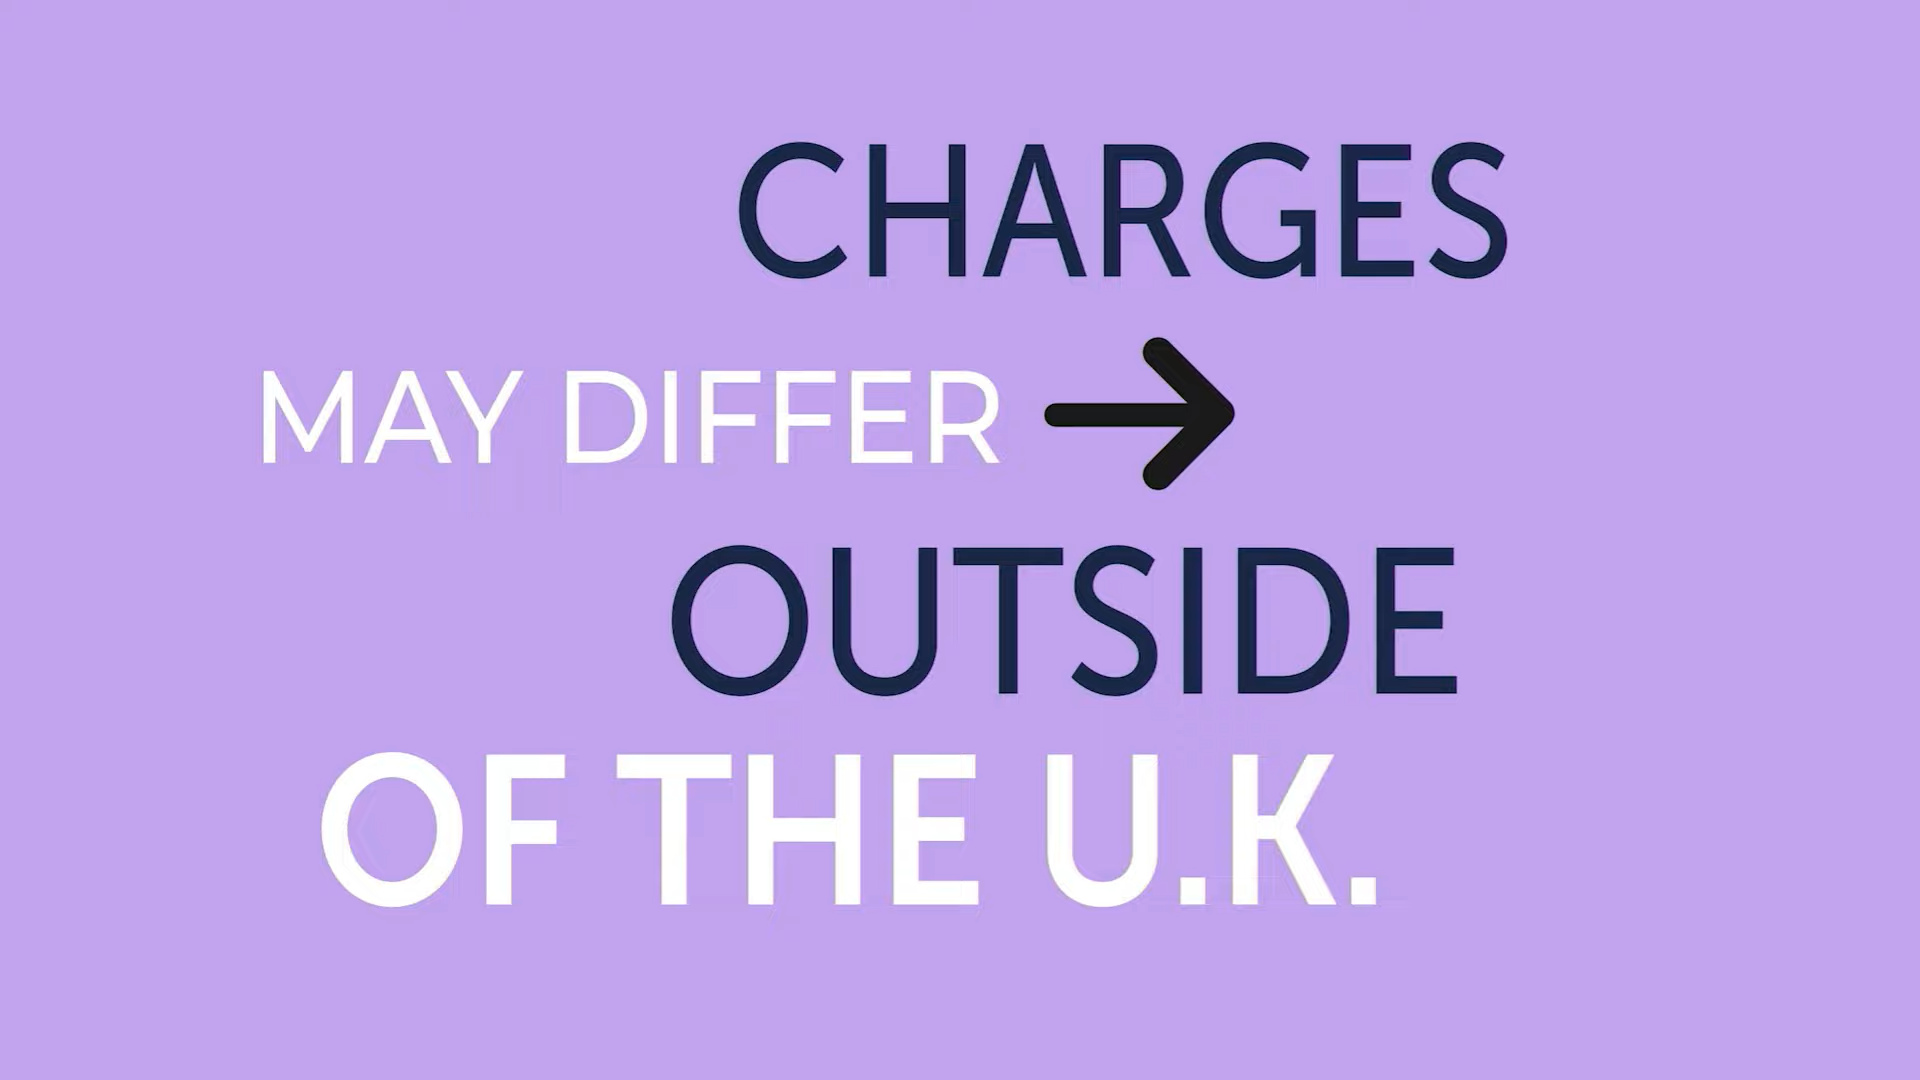 CHARGES
MAY DIFFER →
OUTSIDE
OF THE U.K.